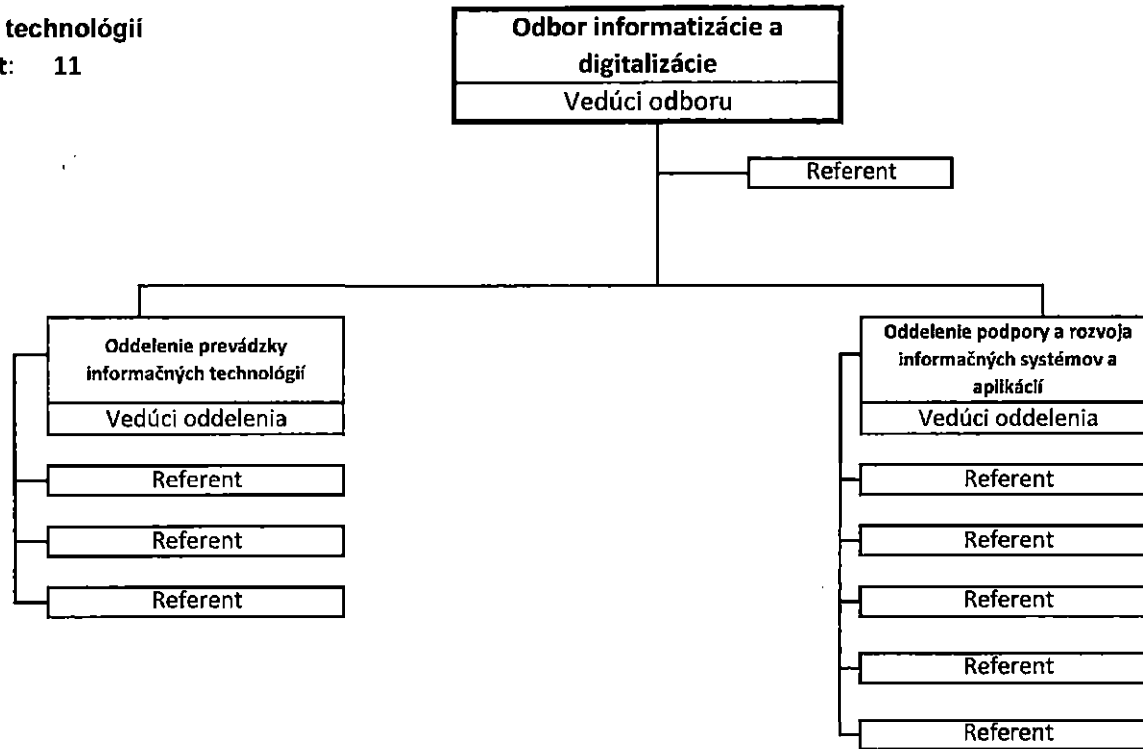 technológií
t: 11
Odbor informatizácie a
digitalizácie
Vedúci odboru
Referent
Oddelenie prevádzky
informačných technológií
Vedúci oddelenia
Referent
Referent
Referent
Oddelenie podpory a rozvoja
informačných systémov a
aplikácií
Vedúci oddelenia
Referent
Referent
Referent
Referent
Referent